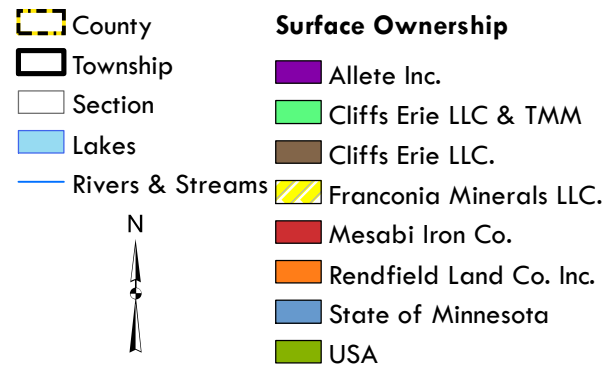 County
Township
Section
Lakes
Rivers & Streams
N
Surface Ownership
Allete Inc.
Cliffs Erie LLC & TMM
Cliffs Erie LLC.
Franconia Minerals LLC.
Mesabi Iron Co.
Rendfield Land Co. Inc.
State of Minnesota
USA